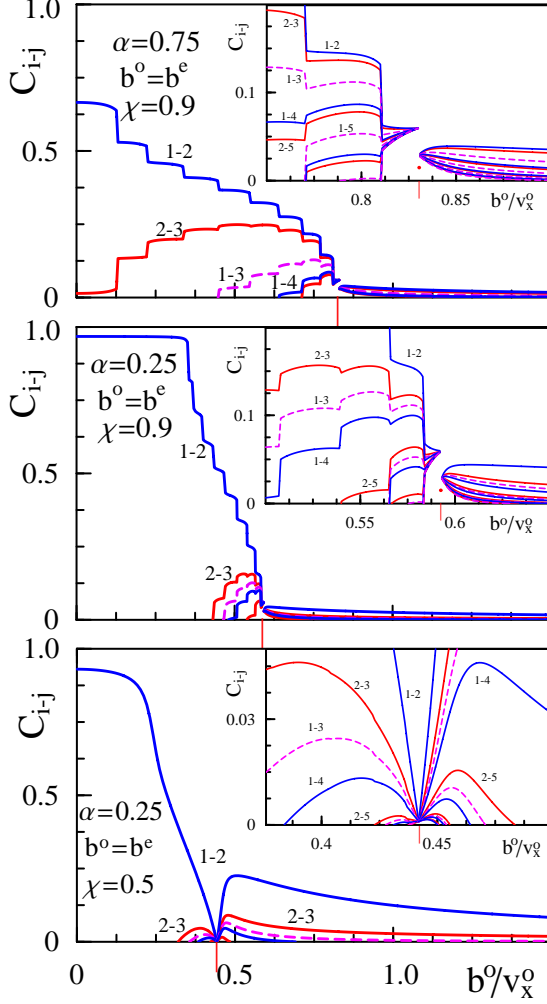 1.0
C_{i-j}
α=0.75
b^o=b^e
χ=0.9
0.5
0
1-2
2-3
1-3
1-4
C_{i-j}
0.1
0
2-3
1-2
1-3
1-4
1-5
2-5
0.8
0.85
b^o/v_x^o
1.0
C_{i-j}
α=0.25
b^o=b^e
χ=0.9
0.5
0
1-2
2-3
C_{i-j}
0.1
0
2-3
1-2
1-3
1-4
2-5
0.55
0.6
b^o/v_x^o
1.0
C_{i-j}
0.5
α=0.25
b^o=b^e
χ=0.5
0
1-2
2-3
2-3
C_{i-j}
0.03
0
2-3
1-2
1-4
1-3
1-4
2-5
2-5
0.4
0.45
b^o/v_x^o
0
0.5
1.0
b^o/v_x^o